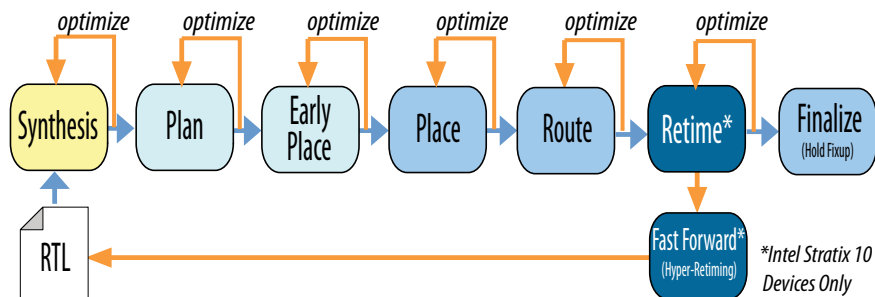 optimize
optimize
optimize
optimize
optimize
optimize
Synthesis
Plan
Early
Place
Place
Route
Retime*
Finalize
(Hold Fixup)
RTL
Fast Forward*
(Hyper-Retiming)
*Intel Stratix 10
Devices Only